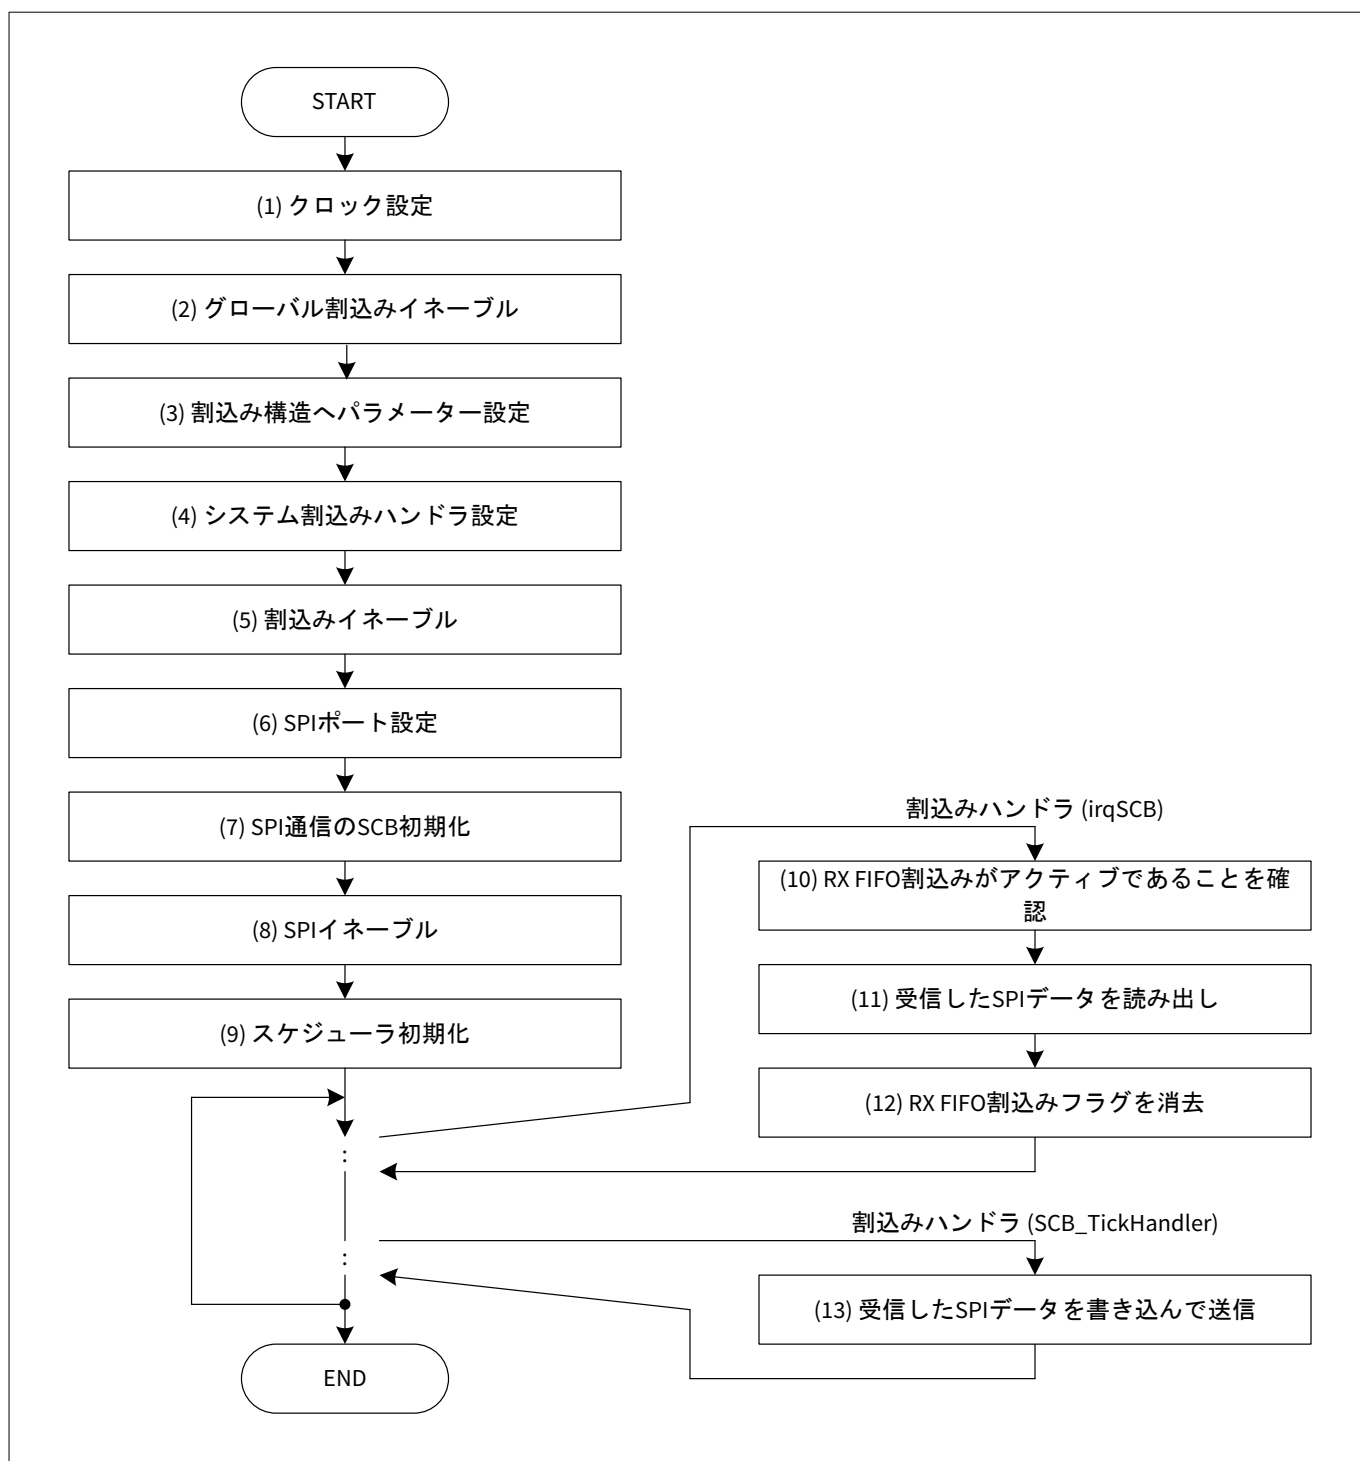 START
(1) クロック設定
(2) グローバル割込みイネーブル
(3) 割込み構造へパラメーター設定
(4) システム割込みハンドラ設定
(5) 割込みイネーブル
(6) SPIポート設定
(7) SPI通信のSCB初期化
(8) SPIイネーブル
(9) スケジューラ初期化
割込みハンドラ (irqSCB)
(10) RX FIFO割込みがアクティブであることを確
認
(11) 受信したSPIデータを読み出し
(12) RX FIFO割込みフラグを消去
割込みハンドラ (SCB_TickHandler)
(13) 受信したSPIデータを書き込んで送信
END